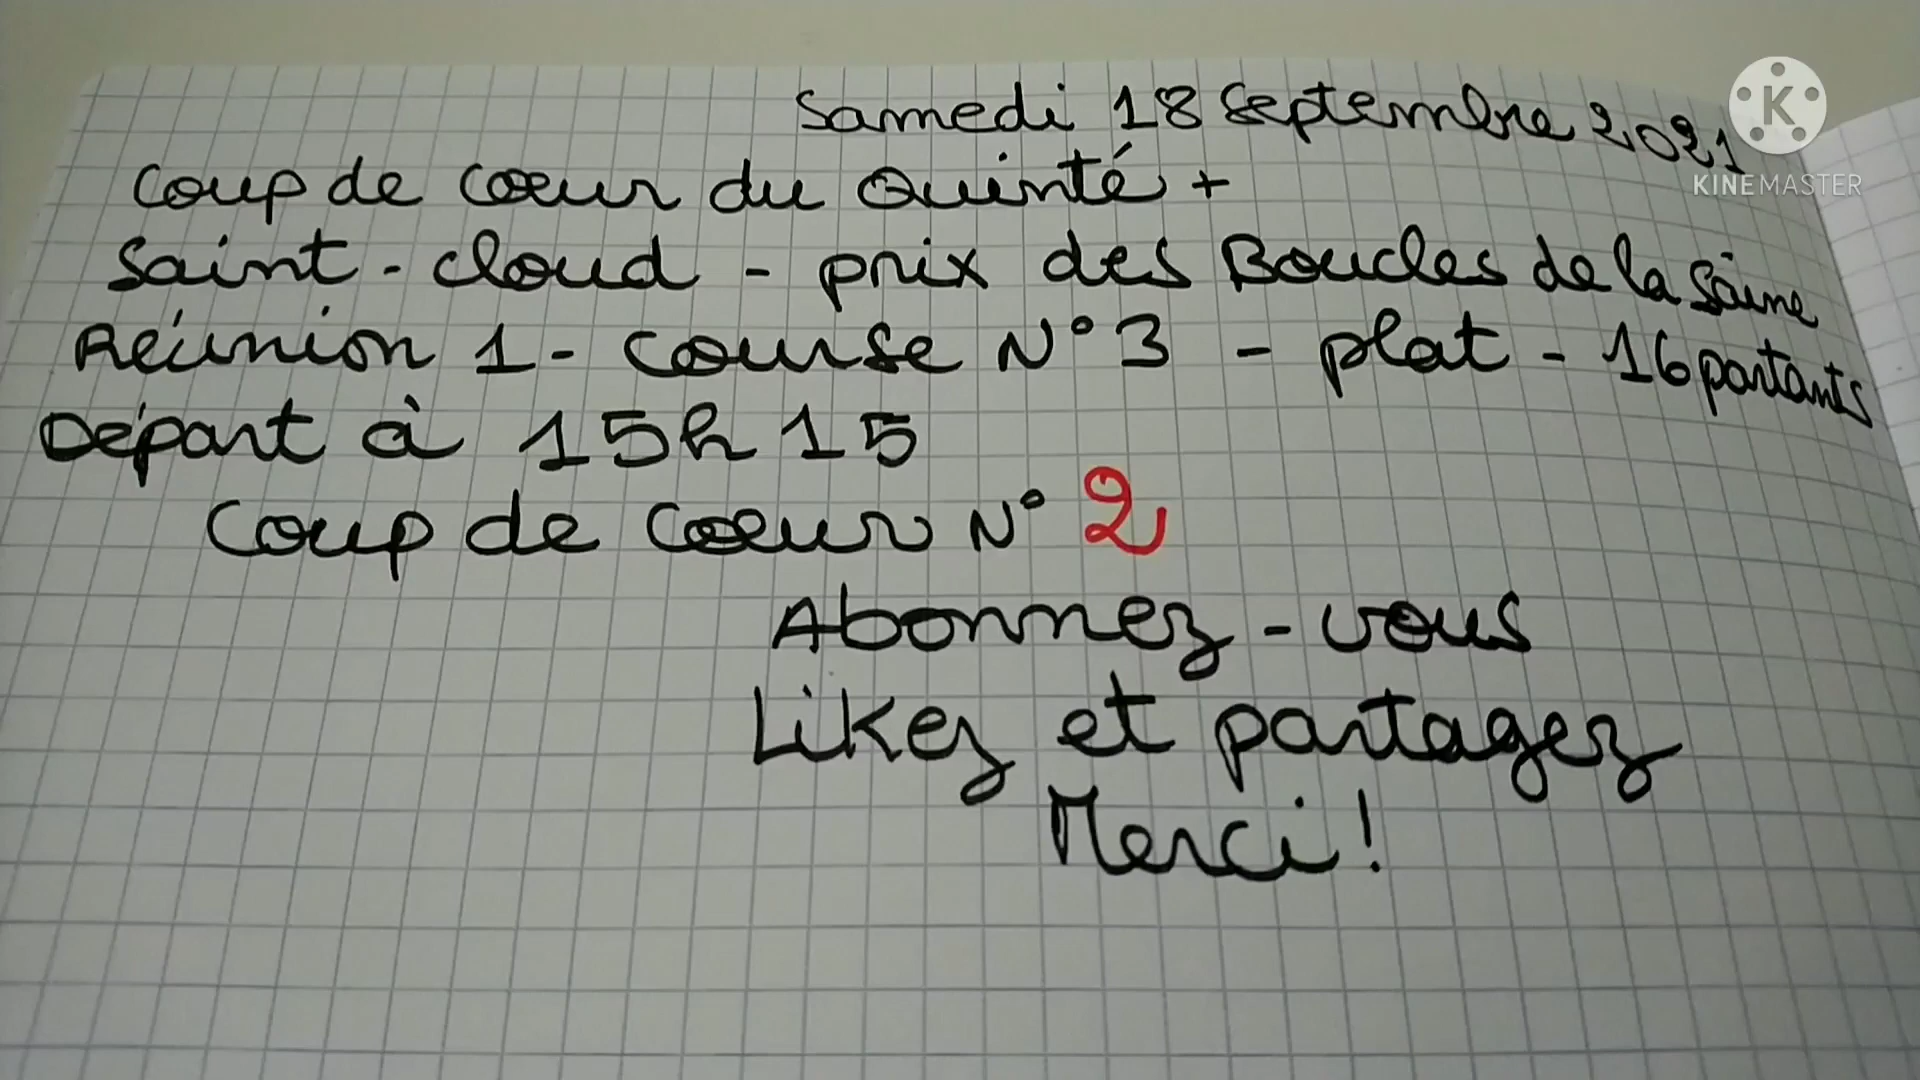 Samedi 18 Septembre 2021
Coup de cœur du Quinté +
Saint - Cloud - prix des Boucles de la Seine
Réunion 1 - course N° 3 - plat - 16 partants
Départ à 15h15
Coup de cœur N° 2
Abonnez - vous
Likez et partagez
Merci !
K
KINEMASTER